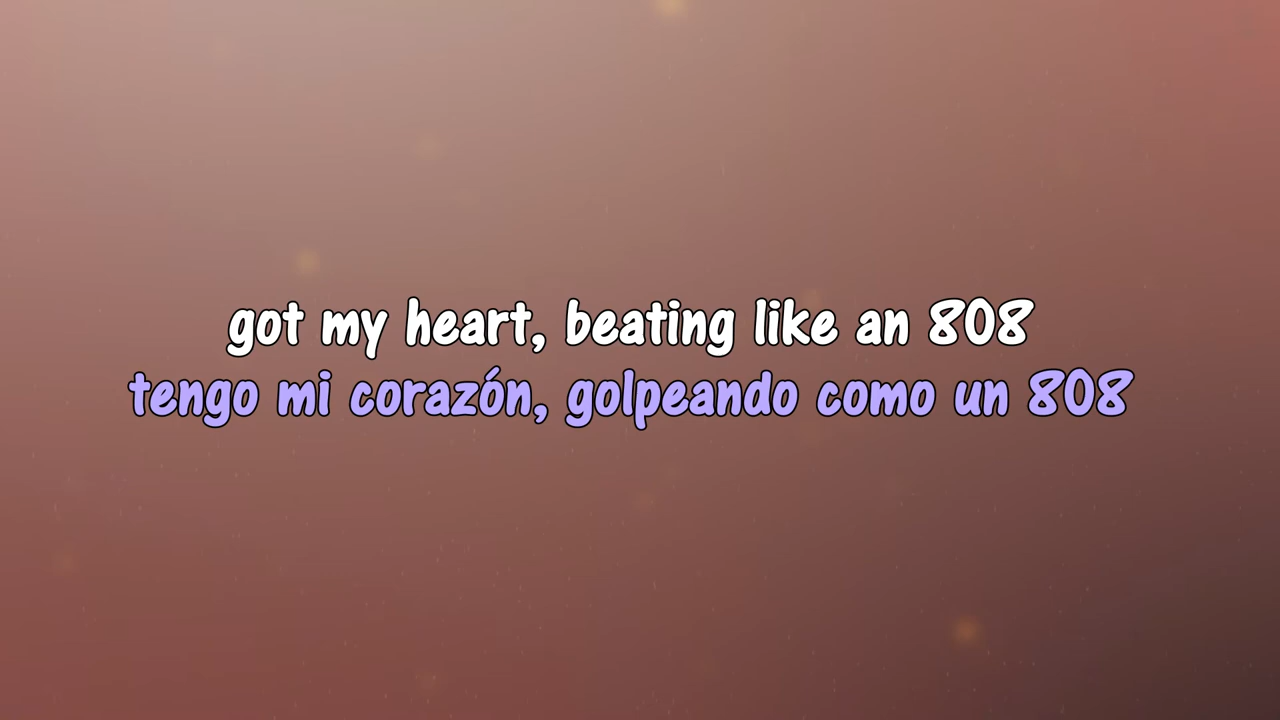 got my heart, beating like an 808
tengo mi corazón, golpeando como un 808